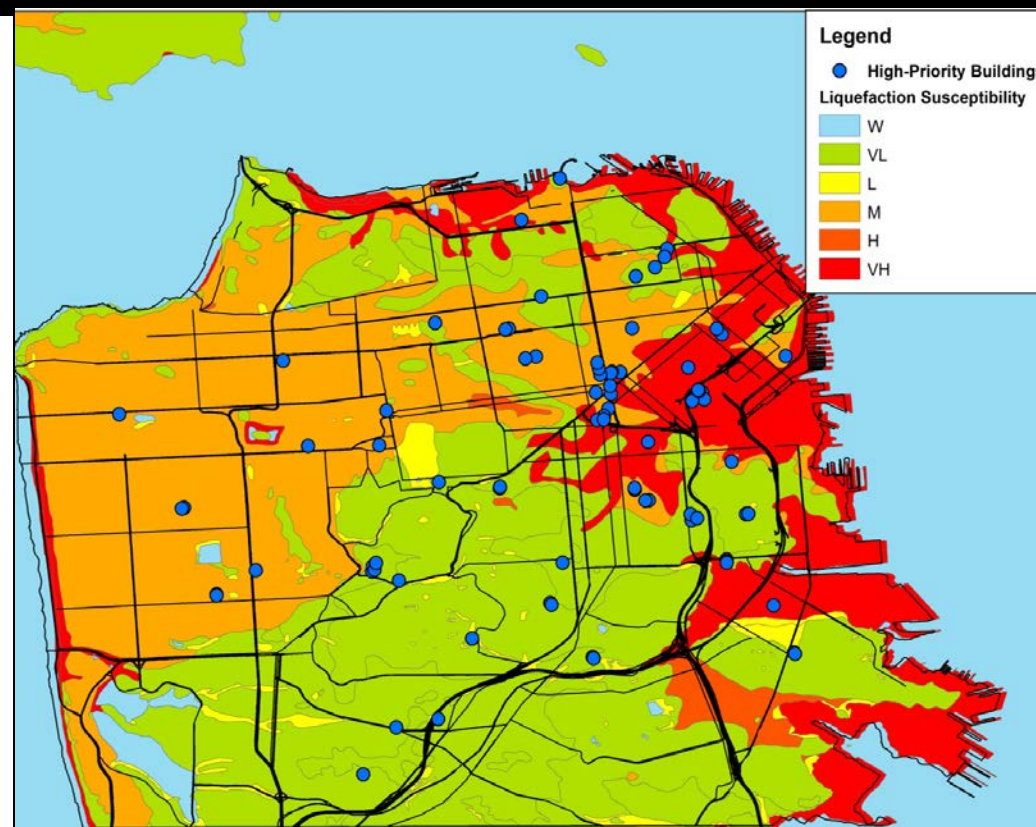 Legend
High-Priority Building
Liquefaction Susceptibility
W
VL
L
M
H
VH